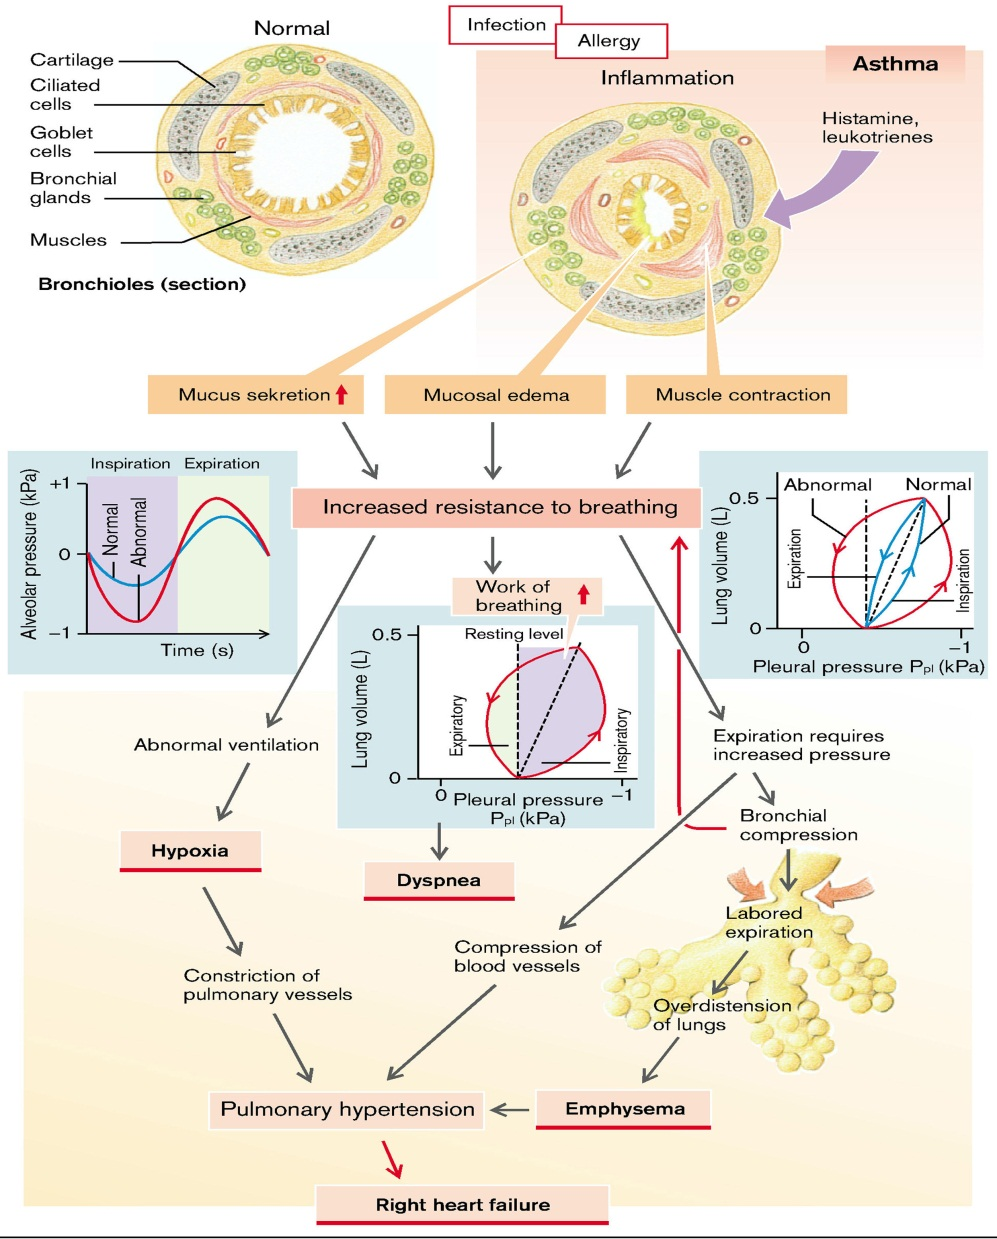 Normal
Infection
Allergy
Inflammation
Asthma
Cartilage
Ciliated
cells
Goblet
cells
Bronchial
glands
Muscles
Bronchioles (section)
Histamine,
leukotrienes
Mucus sekretion
Mucosal edema
Muscle contraction
Inspiration Expiration
+1
0
−1
Alveolar pressure (kPa)
Normal
Abnormal
Time (s)
Increased resistance to breathing
Abnormal
Normal
0.5
0
Lung volume (L)
Expiration
Inspiration
0
−1
Pleural pressure Ppl (kPa)
Work of
breathing
0.5
Resting level
Lung volume (L)
Expiratory
Inspiratory
0
0
−1
Pleural pressure
Ppl (kPa)
Abnormal ventilation
Expiration requires
increased pressure
Hypoxia
Dyspnea
Bronchial
compression
Labored
expiration
Constriction of
pulmonary vessels
Compression of
blood vessels
Overdistension
of lungs
Pulmonary hypertension
Emphysema
Right heart failure